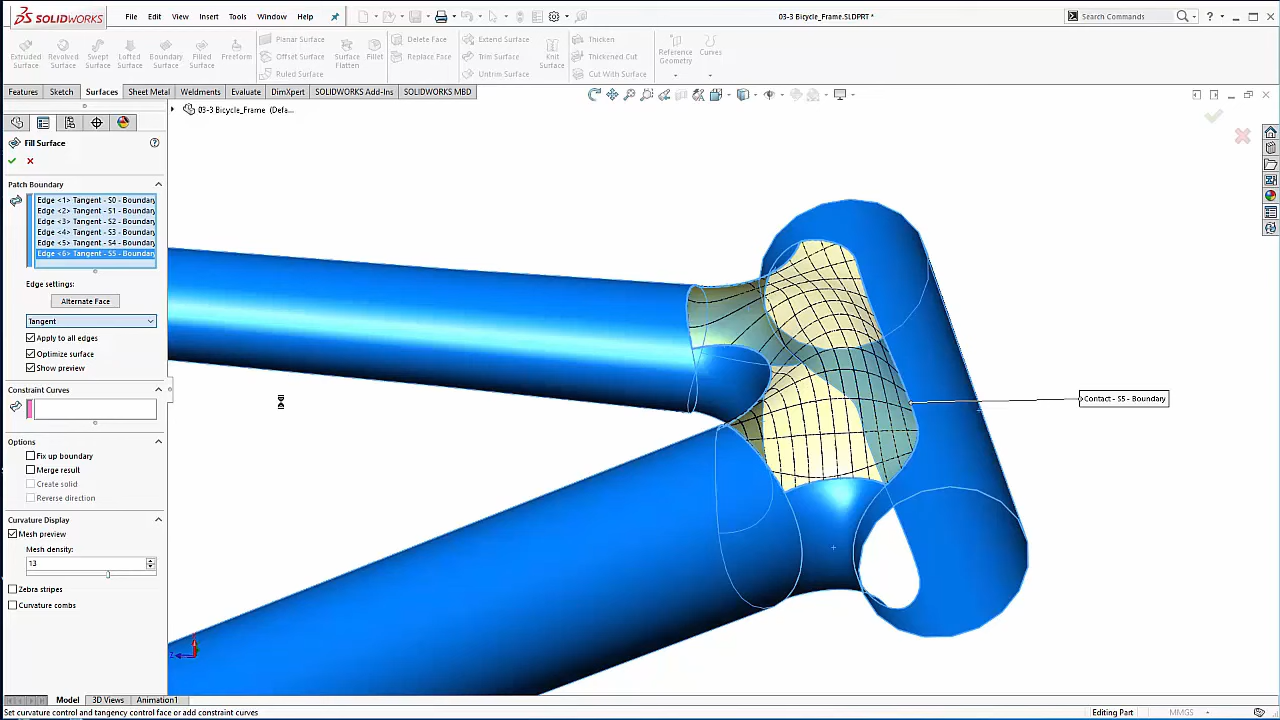 SOLIDWORKS File Edit View Insert Tools Window Help 03-3 Bicycle_Frame.SLDPRT * Search Commands
Extruded Surface
Revolved Surface
Swept Surface
Lofted Surface
Boundary Surface
Filled Surface
Freeform
Planar Surface
Offset Surface
Ruled Surface
Surface Flatten
Fillet
Delete Face
Replace Face
Extend Surface
Trim Surface
Untrim Surface
Knit Surface
Thicken
Thickened Cut
Cut With Surface
Reference Geometry
Curves
Features Sketch Surfaces Sheet Metal Weldments Evaluate DimXpert SOLIDWORKS Add-Ins SOLIDWORKS MBD
03-3 Bicycle_Frame (Defa...
Fill Surface
Patch Boundary
Edge <1> Tangent - S0 - Boundary
Edge <2> Tangent - S1 - Boundary
Edge <3> Tangent - S2 - Boundary
Edge <4> Tangent - S3 - Boundary
Edge <5> Tangent - S4 - Boundary
Edge <6> Tangent - S5 - Boundary
Edge settings:
Alternate Face
Tangent
Apply to all edges
Optimize surface
Show preview
Constraint Curves
Options
Fix up boundary
Merge result
Create solid
Reverse direction
Curvature Display
Mesh preview
Mesh density:
13
Zebra stripes
Curvature combs
Contact - S5 - Boundary
Z
Model 3D Views Animation1
Set curvature control and tangency control face or add constraint curves Editing Part MMGS